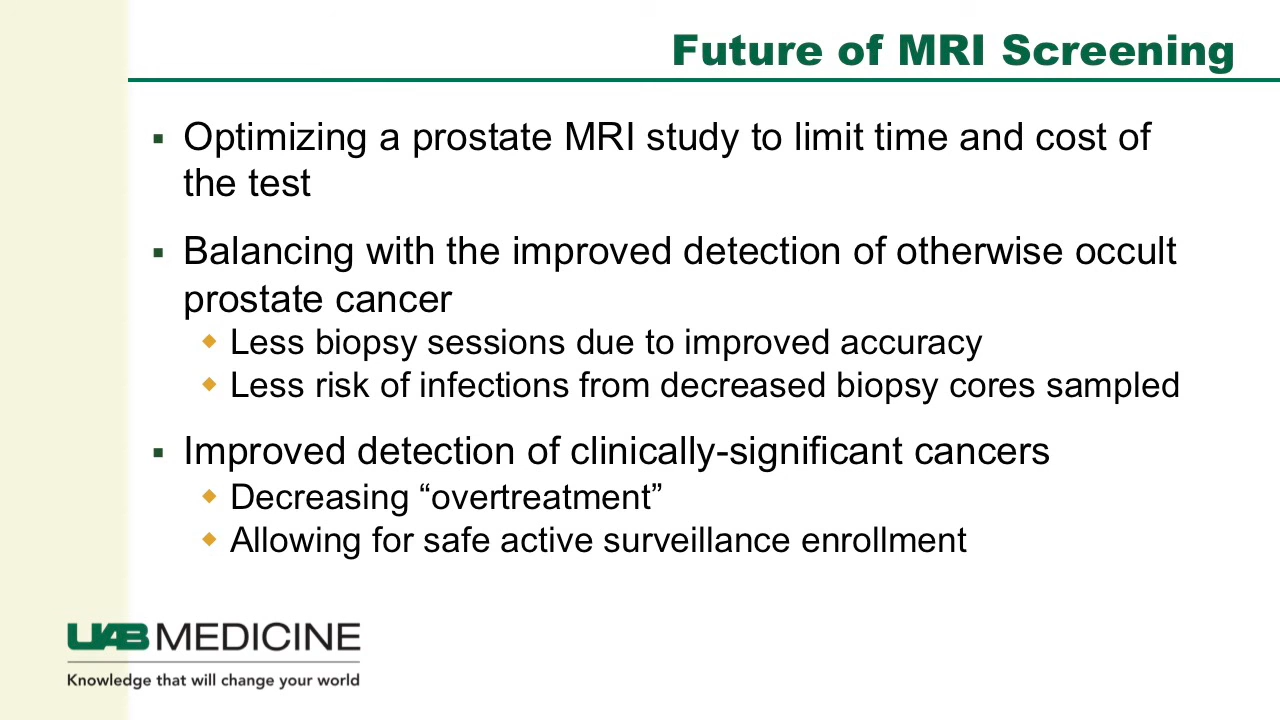 Future of MRI Screening
▪ Optimizing a prostate MRI study to limit time and cost of
the test
▪ Balancing with the improved detection of otherwise occult
prostate cancer
◆ Less biopsy sessions due to improved accuracy
◆ Less risk of infections from decreased biopsy cores sampled
▪ Improved detection of clinically-significant cancers
◆ Decreasing “overtreatment”
◆ Allowing for safe active surveillance enrollment
UAB MEDICINE
Knowledge that will change your world